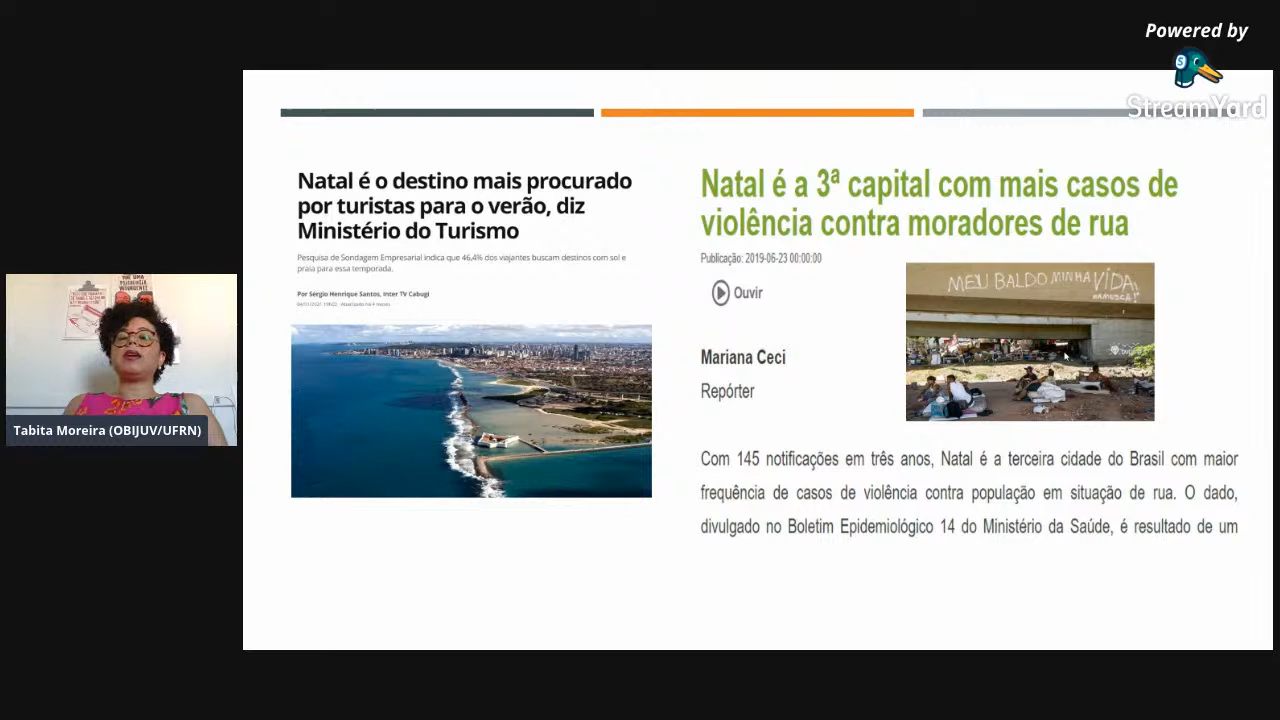 Powered by
StreamYard
Natal é o destino mais procurado
por turistas para o verão, diz
Ministério do Turismo
Pesquisa de Sondagem Empresarial indica que 46,4% dos viajantes buscam destinos com sol e
praia para essa temporada.
Por Sérgio Henrique Santos, Inter TV Cabugi
Natal é a 3ª capital com mais casos de
violência contra moradores de rua
Publicação: 2019-06-23 00:00:00
Ouvir
MEU BALDO MINHA VIDA
Mariana Ceci
Repórter
Com 145 notificações em três anos, Natal é a terceira cidade do Brasil com maior
frequência de casos de violência contra população em situação de rua. O dado,
divulgado no Boletim Epidemiológico 14 do Ministério da Saúde, é resultado de um
Tabita Moreira (OBIJUV/UFRN)